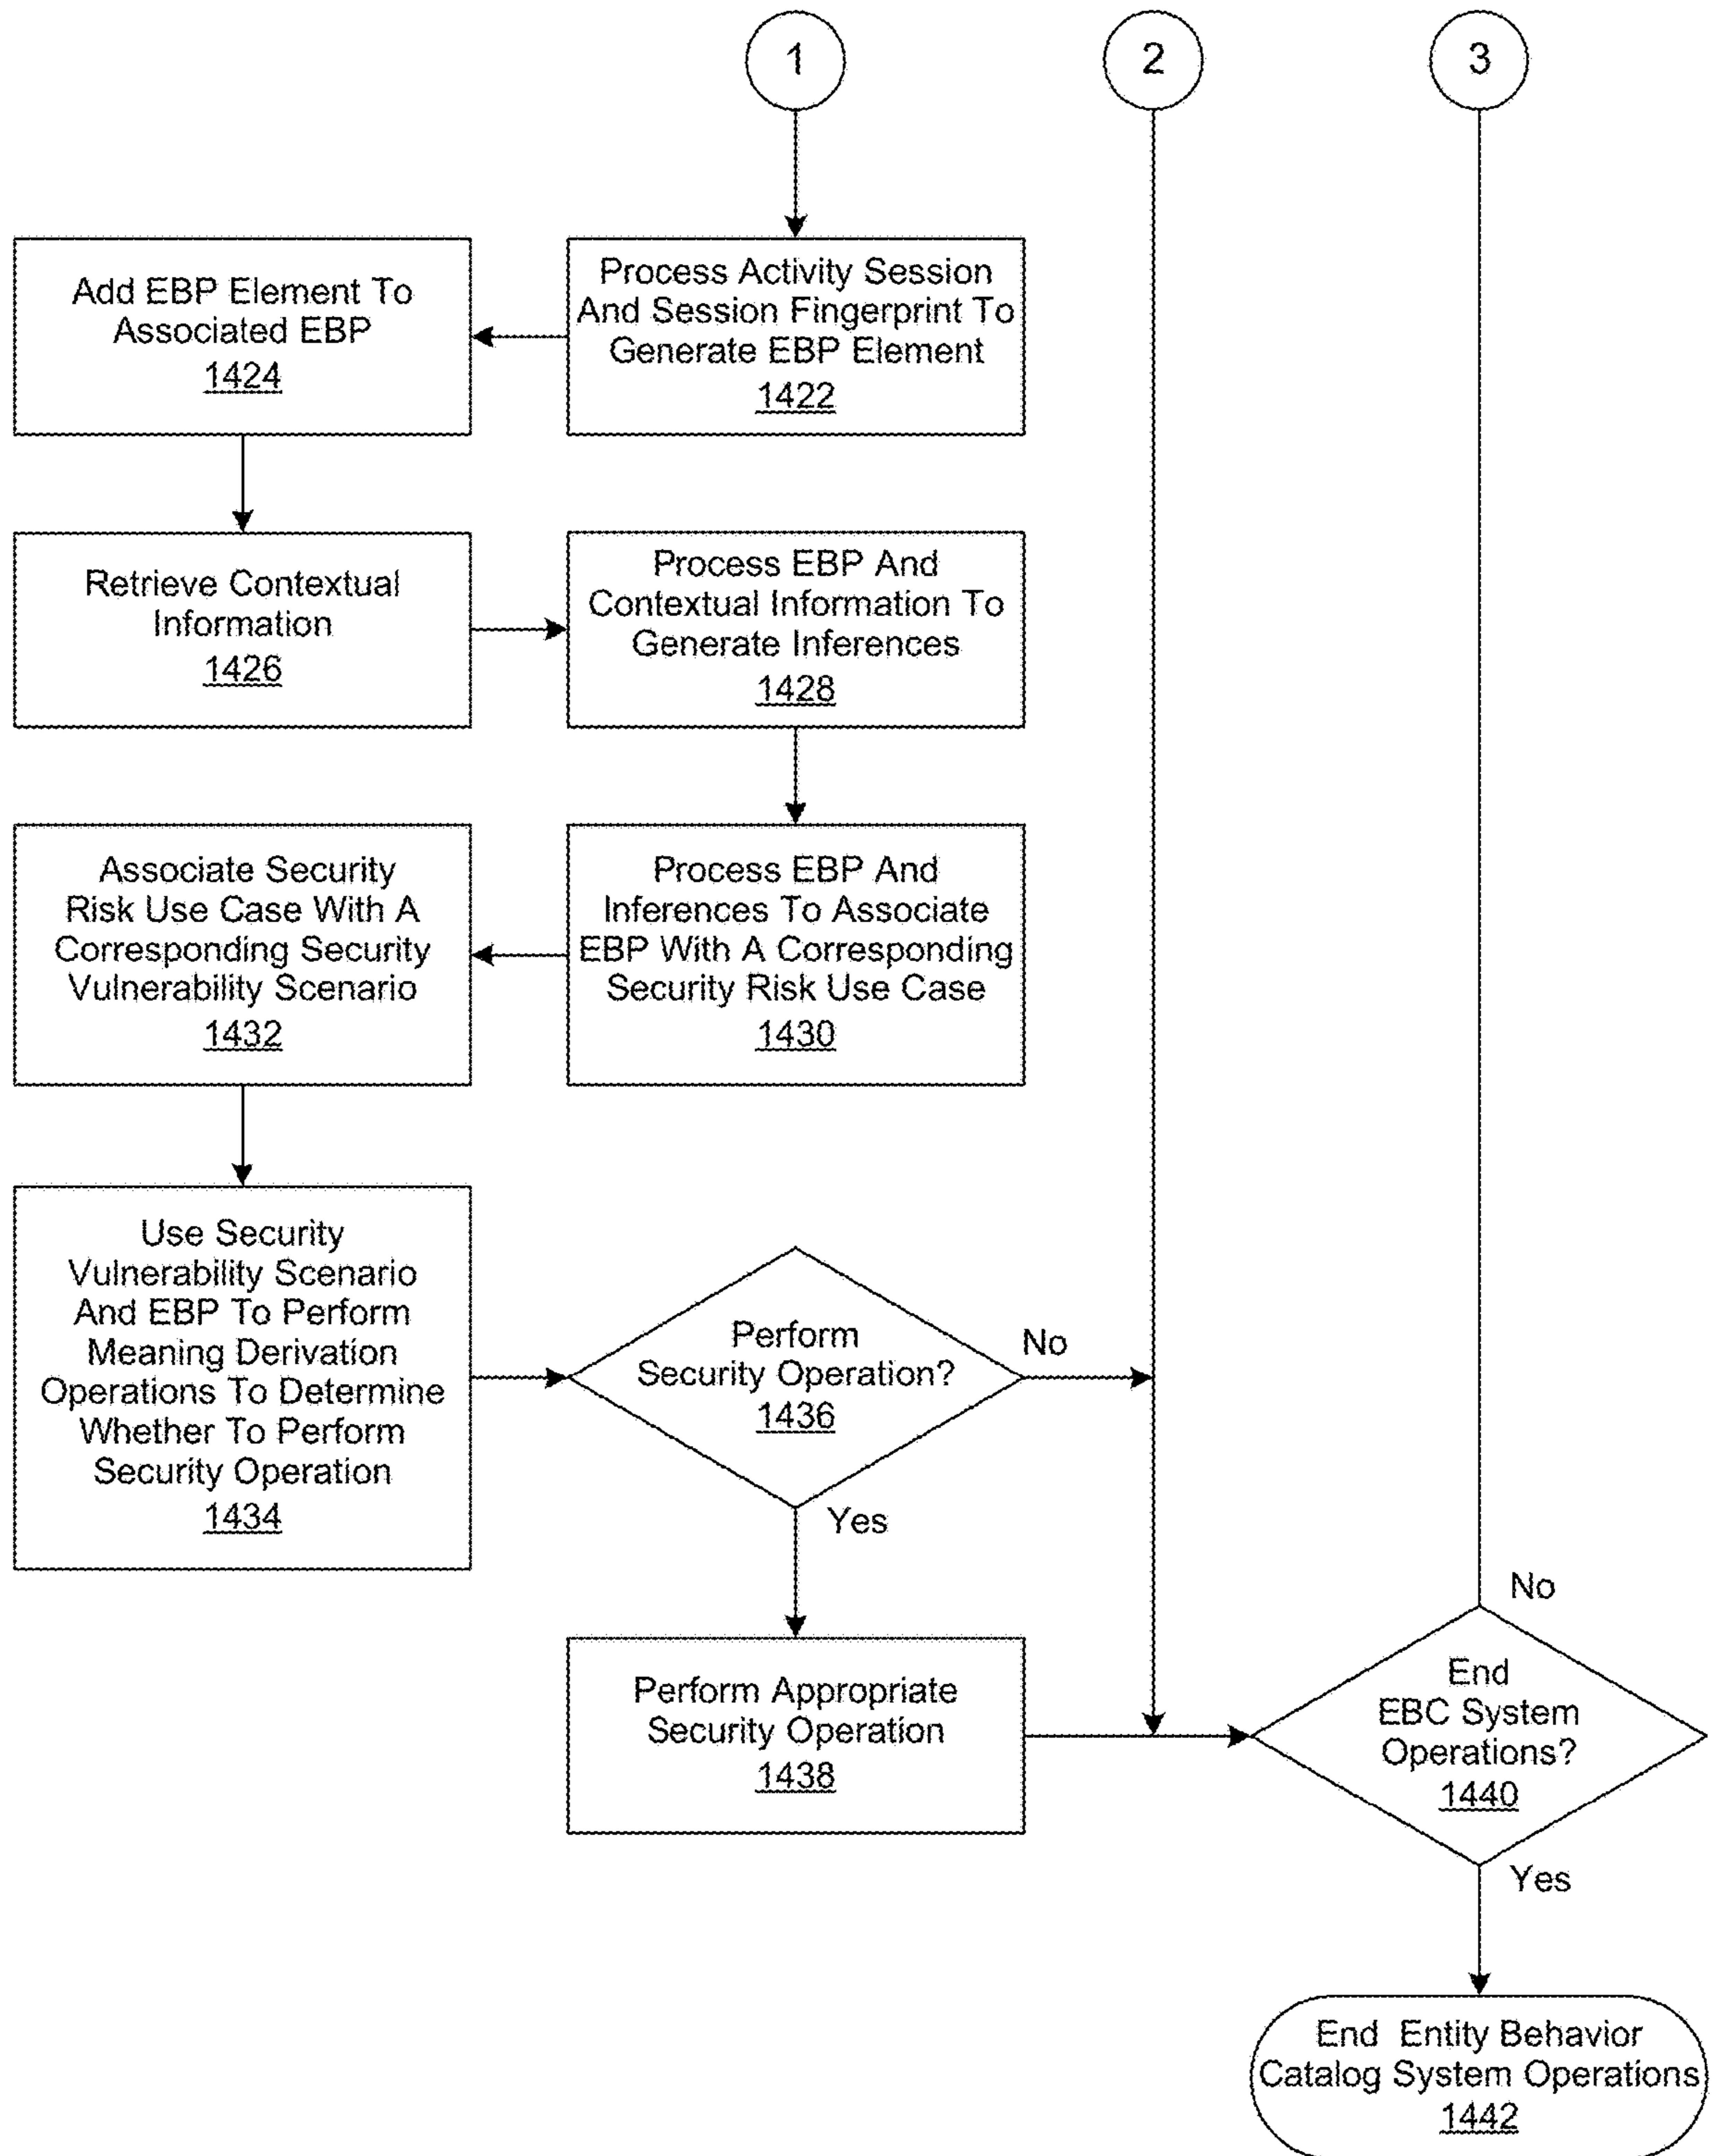 1
2
3
Process Activity Session
And Session Fingerprint To
Generate EBP Element
1422
Add EBP Element To
Associated EBP
1424
Retrieve Contextual
Information
1426
Process EBP And
Contextual Information To
Generate Inferences
1428
Process EBP And
Inferences To Associate
EBP With A Corresponding
Security Risk Use Case
1430
Associate Security
Risk Use Case With A
Corresponding Security
Vulnerability Scenario
1432
Use Security
Vulnerability Scenario
And EBP To Perform
Meaning Derivation
Operations To Determine
Whether To Perform
Security Operation
1434
Perform
Security Operation?
1436
No
Yes
Perform Appropriate
Security Operation
1438
No
End
EBC System
Operations?
1440
Yes
End Entity Behavior
Catalog System Operations
1442